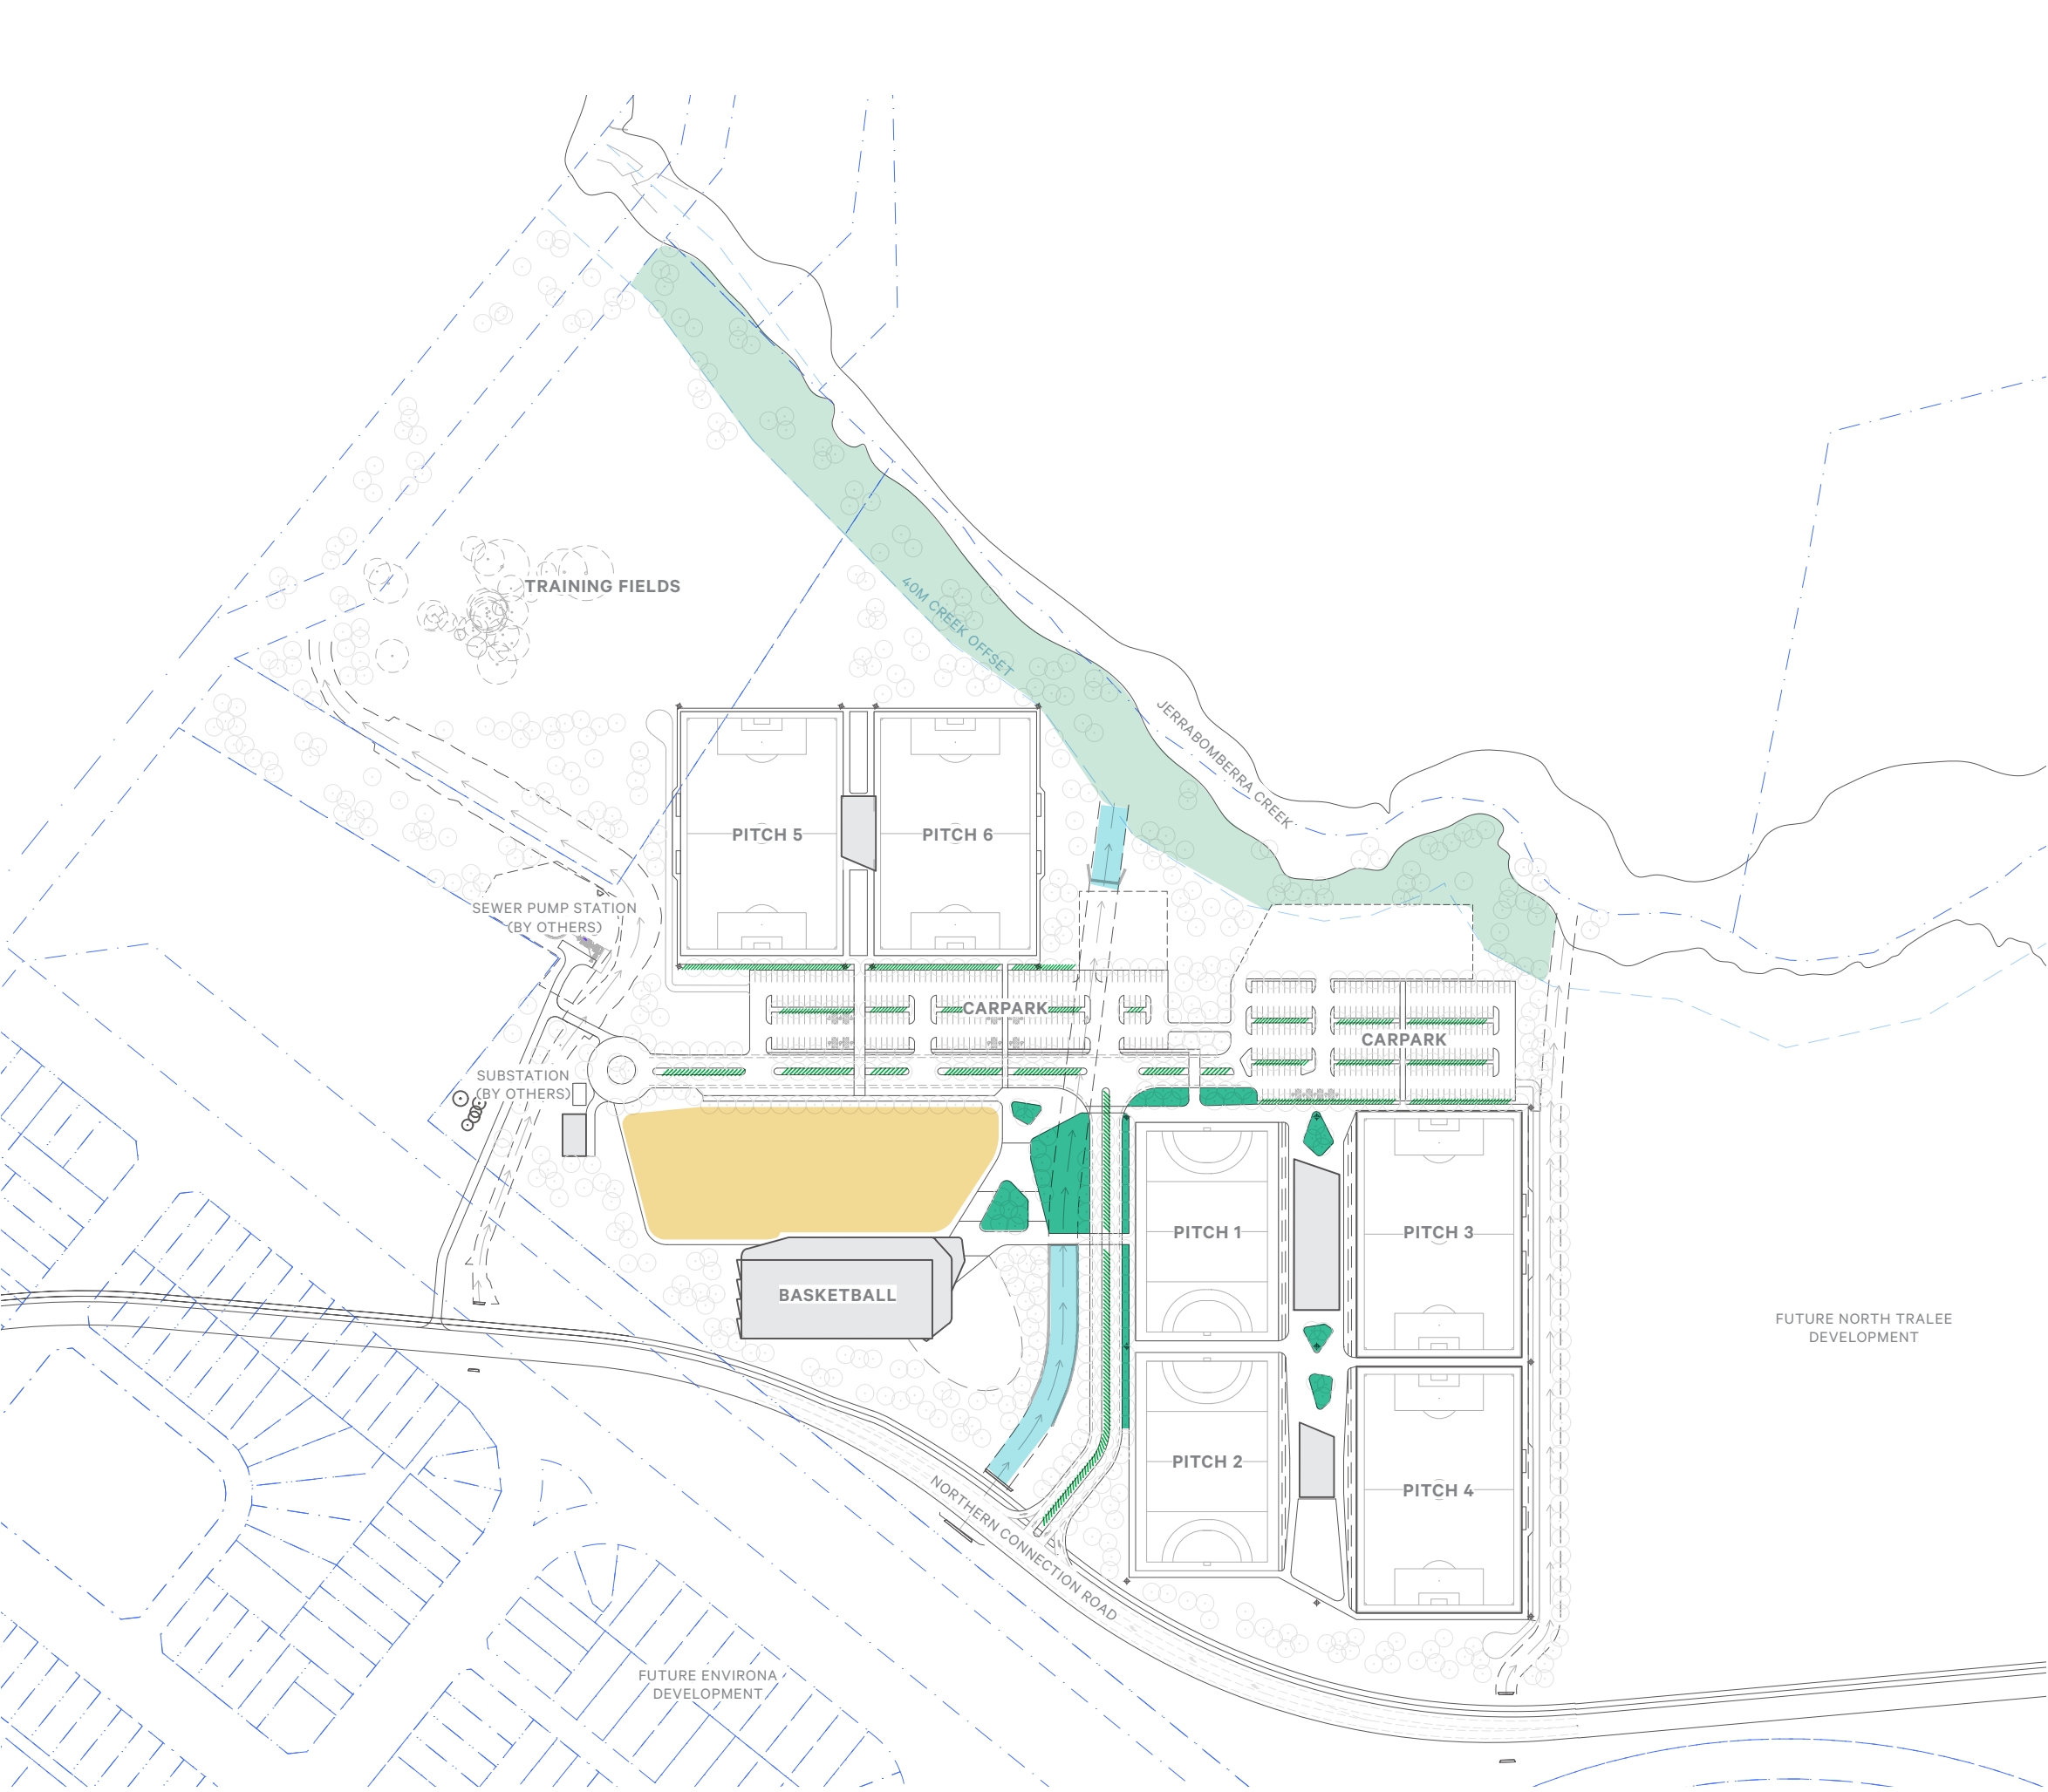 TRAINING FIELDS
40M CREEK OFFSET
JERRABOMBERRA CREEK
PITCH 5
PITCH 6
SEWER PUMP STATION
(BY OTHERS)
CARPARK
CARPARK
SUBSTATION
(BY OTHERS)
PITCH 1
PITCH 3
BASKETBALL
FUTURE NORTH TRALEE
DEVELOPMENT
PITCH 2
PITCH 4
NORTHERN CONNECTION ROAD
FUTURE ENVIRONA
DEVELOPMENT